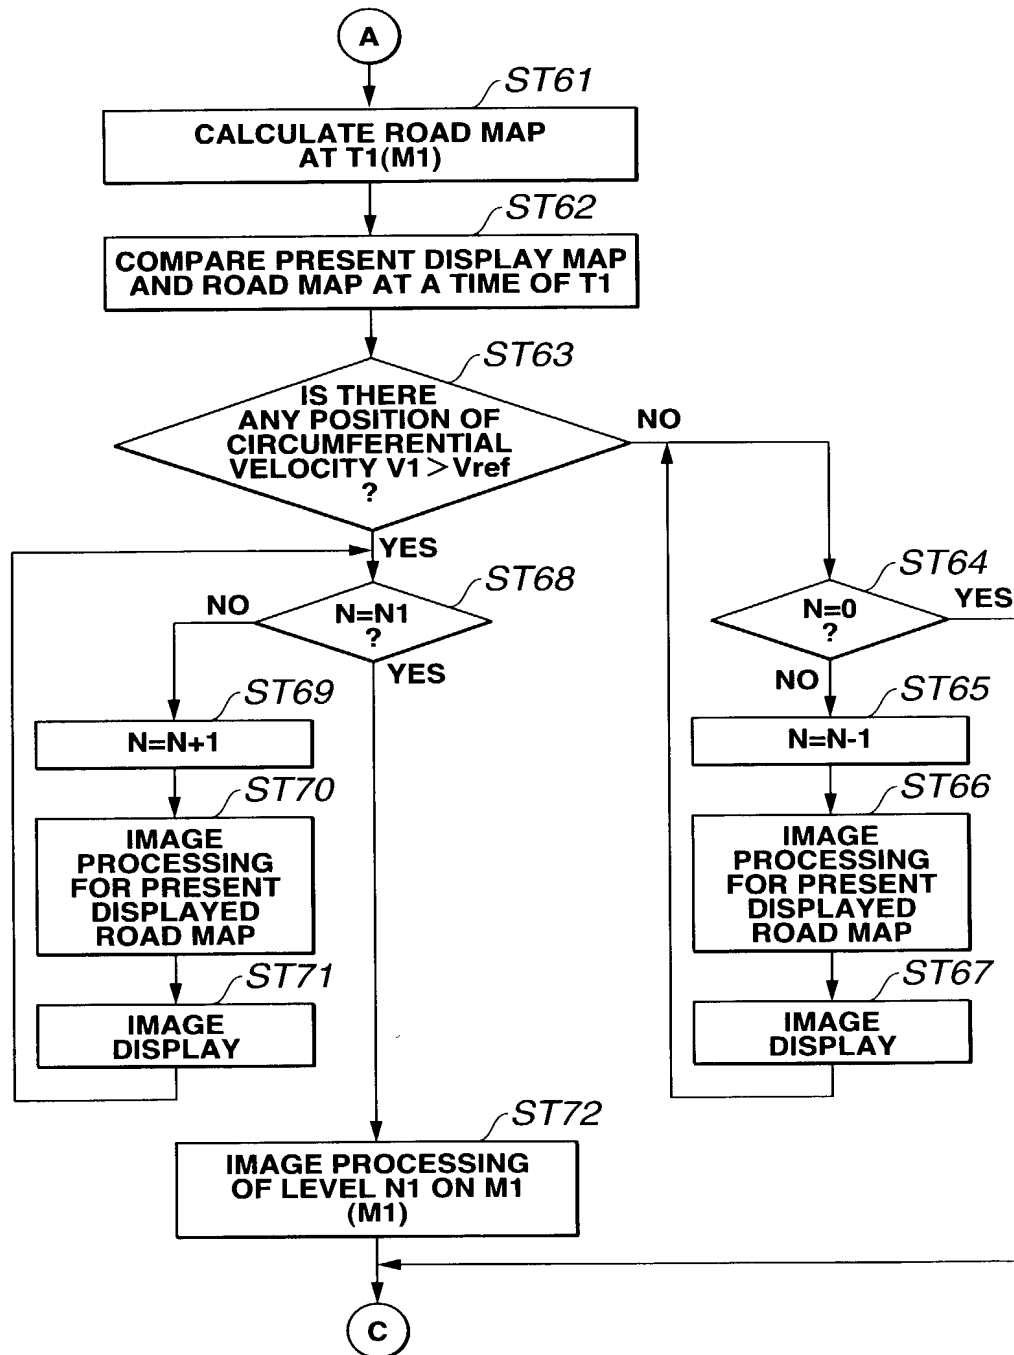 A
ST61
CALCULATE ROAD MAP
AT T1(M1)
ST62
COMPARE PRESENT DISPLAY MAP
AND ROAD MAP AT A TIME OF T1
ST63
IS THERE
ANY POSITION OF
CIRCUMFERENTIAL
VELOCITY V1>Vref
?
NO
YES
ST68
N=N1
?
NO
YES
ST64
N=0
?
YES
NO
ST69
N=N+1
ST70
IMAGE
PROCESSING
FOR PRESENT
DISPLAYED
ROAD MAP
ST71
IMAGE
DISPLAY
ST65
N=N-1
ST66
IMAGE
PROCESSING
FOR PRESENT
DISPLAYED
ROAD MAP
ST67
IMAGE
DISPLAY
ST72
IMAGE PROCESSING
OF LEVEL N1 ON M1
(M1)
C